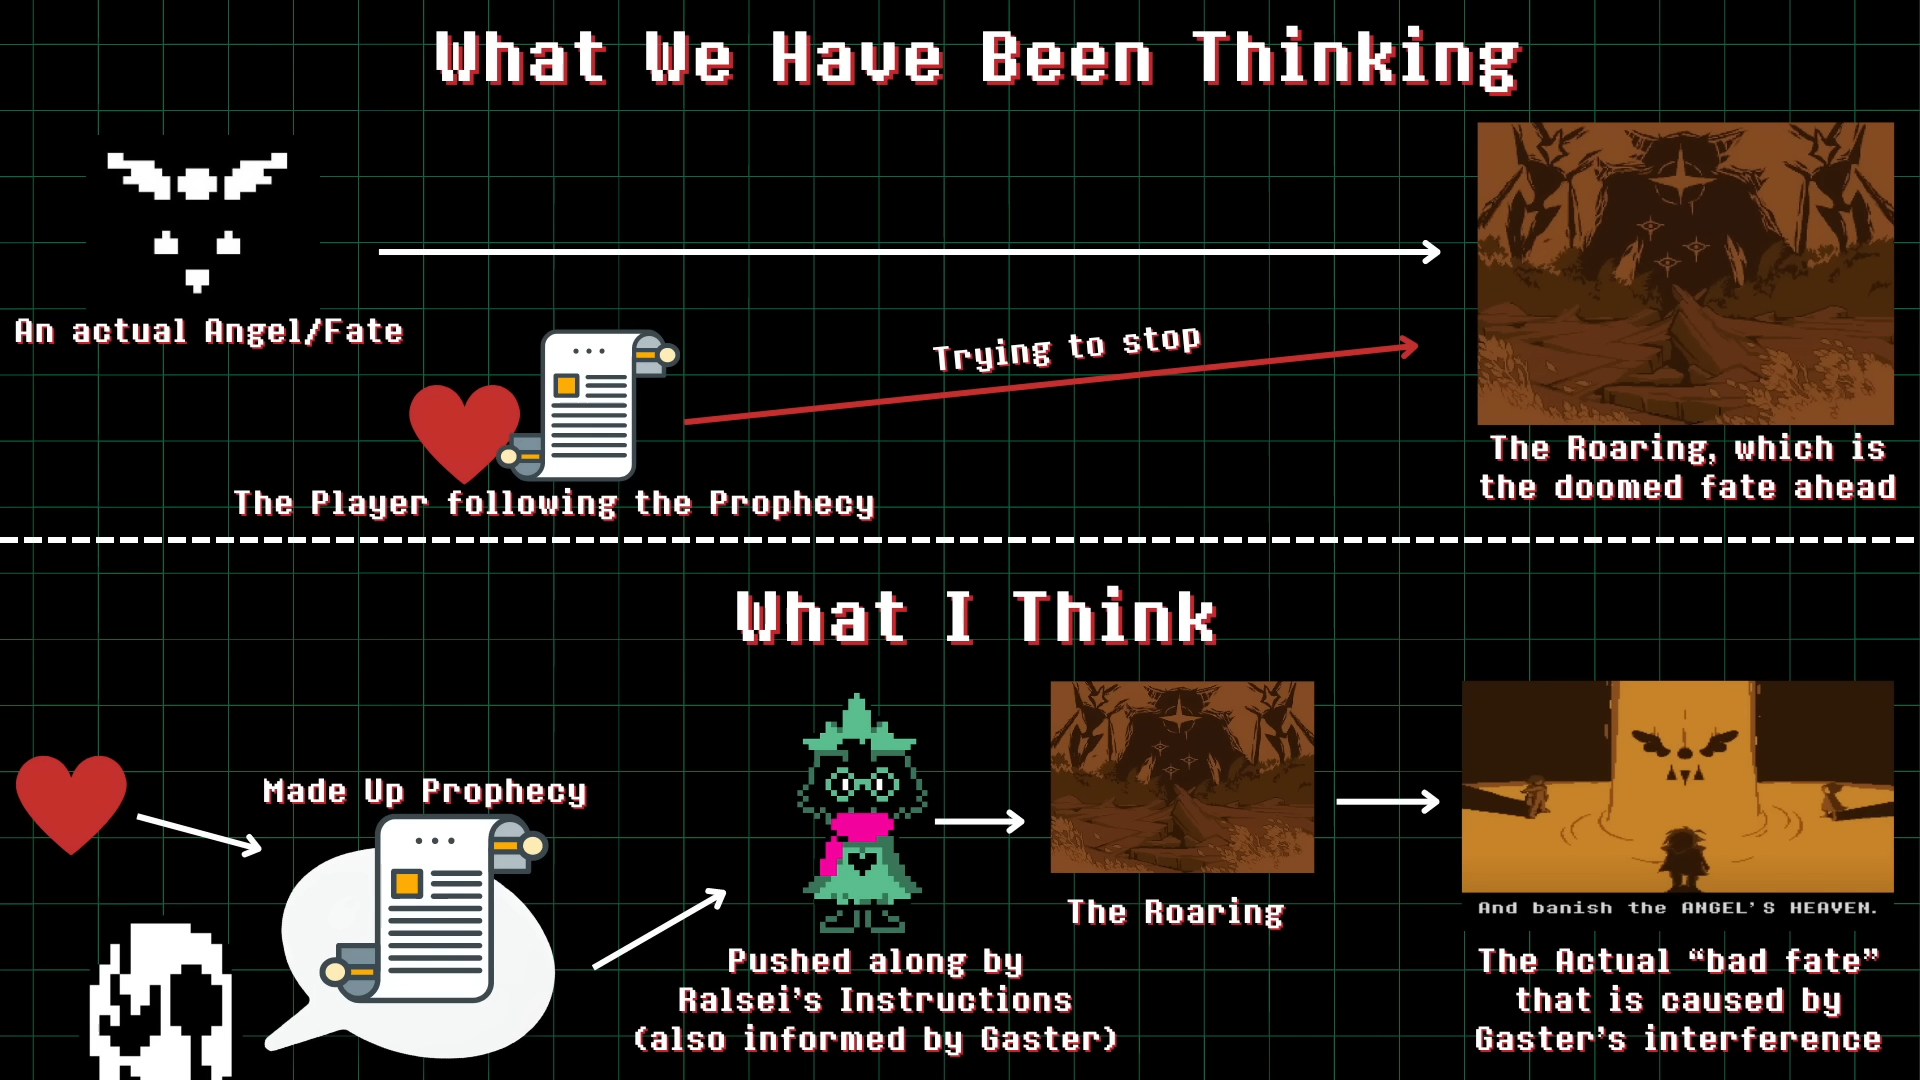 What We Have Been Thinking
An actual Angel/Fate
Trying to stop
The Player following the Prophecy
The Roaring, which is
the doomed fate ahead
What I Think
Made Up Prophecy
Pushed along by
Ralsei's Instructions
(also informed by Gaster)
The Roaring
And banish the ANGEL'S HEAVEN.
The Actual “bad fate”
that is caused by
Gaster's interference